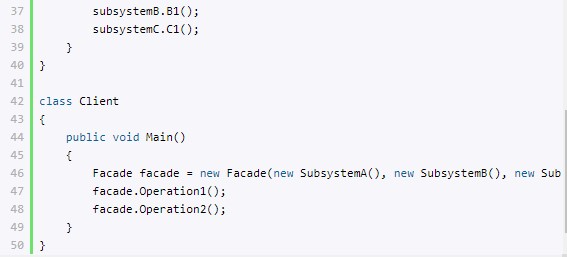 37 subsystemB.B1();
38 subsystemC.C1();
39 }
40 }
41
42 class Client
43 {
44 public void Main()
45 {
46 Facade facade = new Facade(new SubsystemA(), new SubsystemB(), new Sub
47 facade.Operation1();
48 facade.Operation2();
49 }
50 }